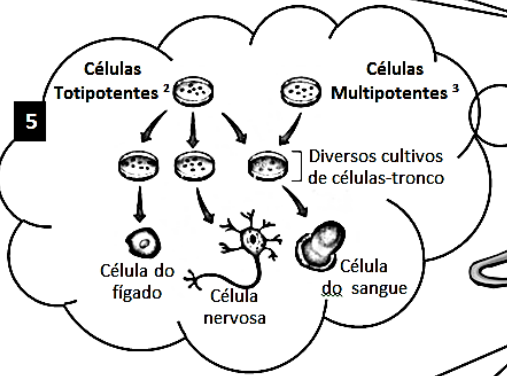 Células
Totipotentes ²
Células
Multipotentes ³
5
Diversos cultivos
de células-tronco
Célula do
fígado
Célula
nervosa
Célula
do sangue